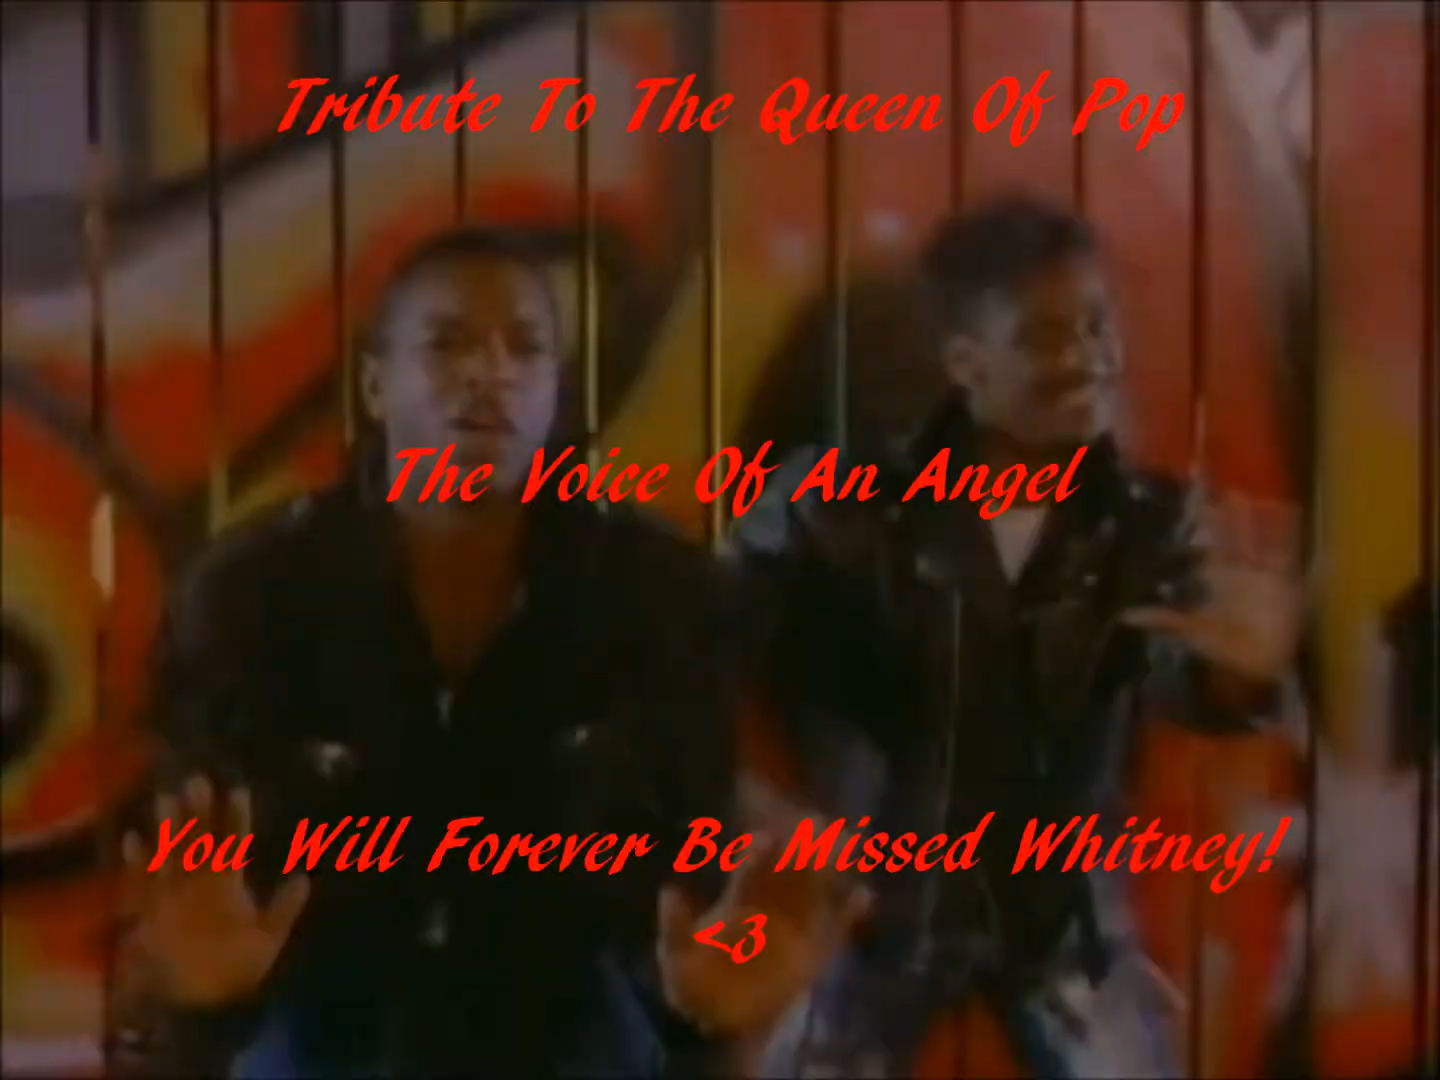 Tribute To The Queen Of Pop
The Voice Of An Angel
You Will Forever Be Missed Whitney!
<3